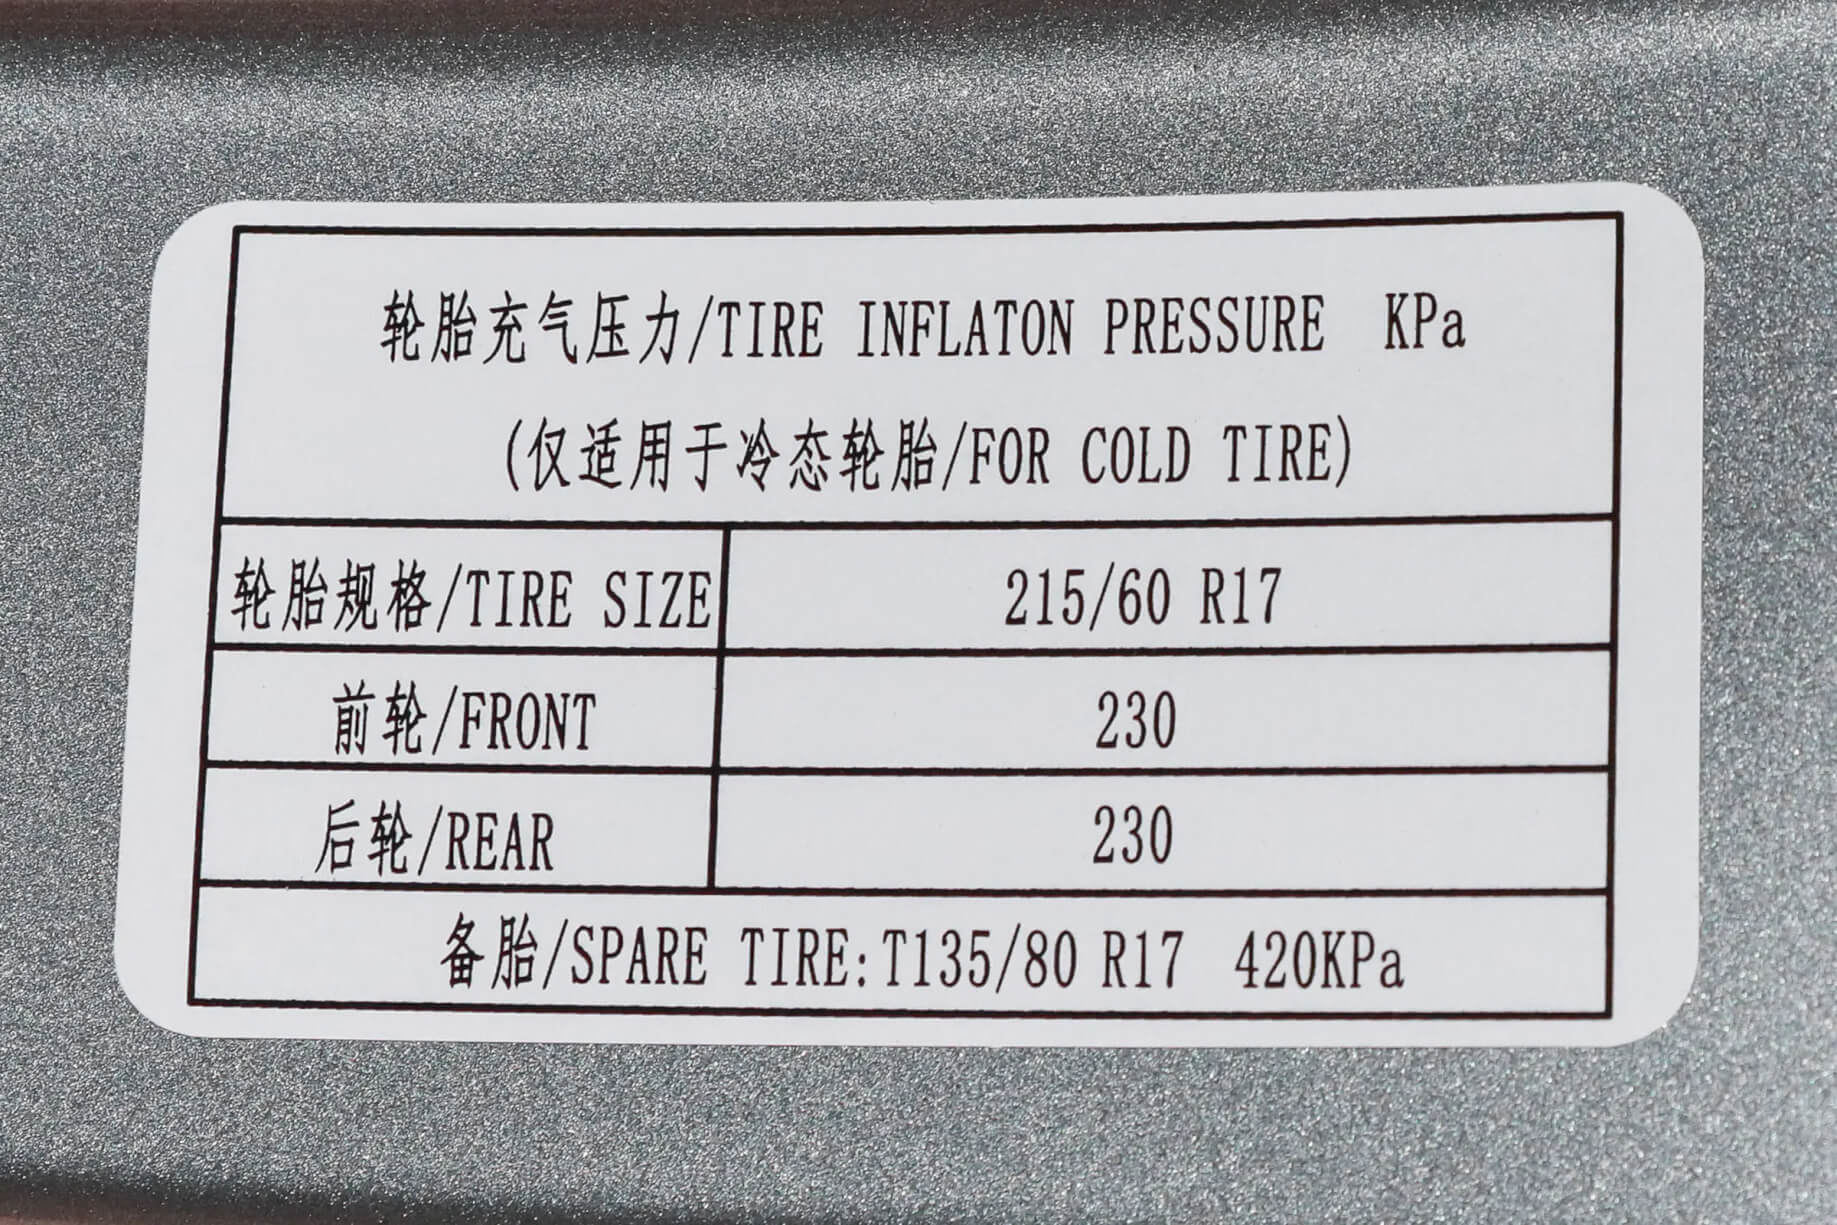 轮胎充气压力/TIRE INFLATON PRESSURE KPa
(仅适用于冷态轮胎/FOR COLD TIRE)
轮胎规格/TIRE SIZE 215/60 R17
前轮/FRONT 230
后轮/REAR 230
备胎/SPARE TIRE:T135/80 R17 420KPa